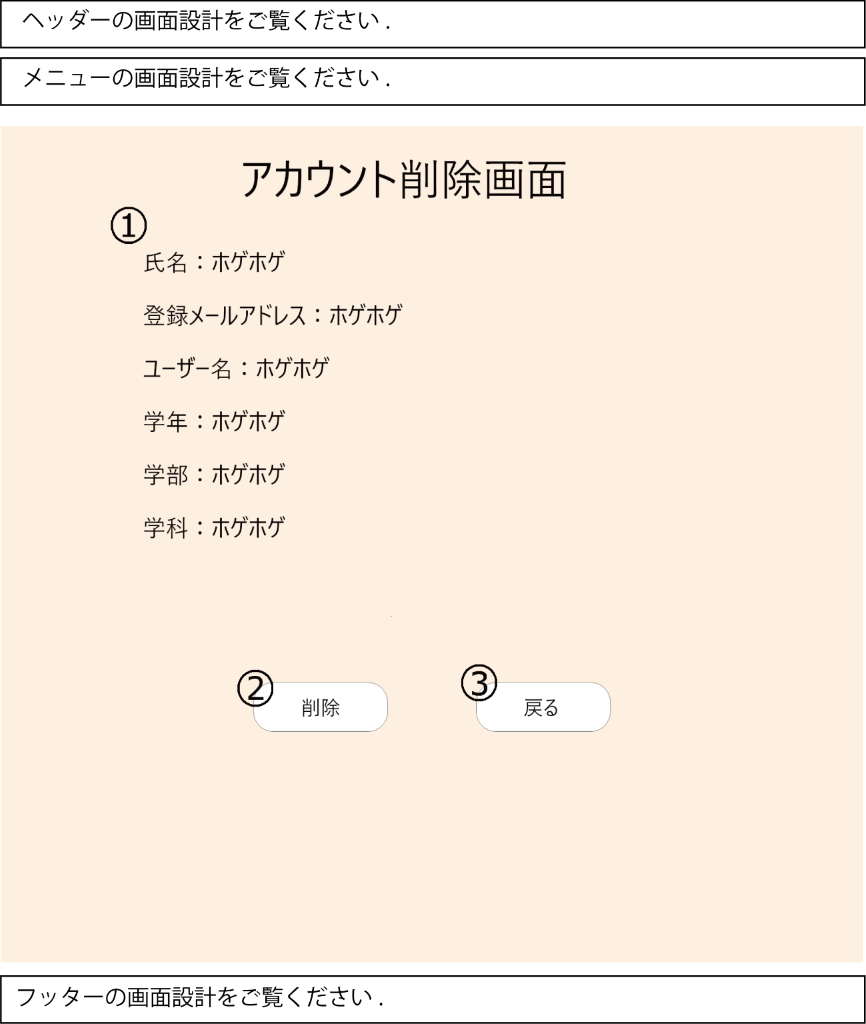 ヘッダーの画面設計をご覧ください.
メニューの画面設計をご覧ください.
アカウント削除画面
①
氏名：ホゲホゲ
登録メールアドレス：ホゲホゲ
ユーザー名：ホゲホゲ
学年：ホゲホゲ
学部：ホゲホゲ
学科：ホゲホゲ
② 削除
③ 戻る
フッターの画面設計をご覧ください.